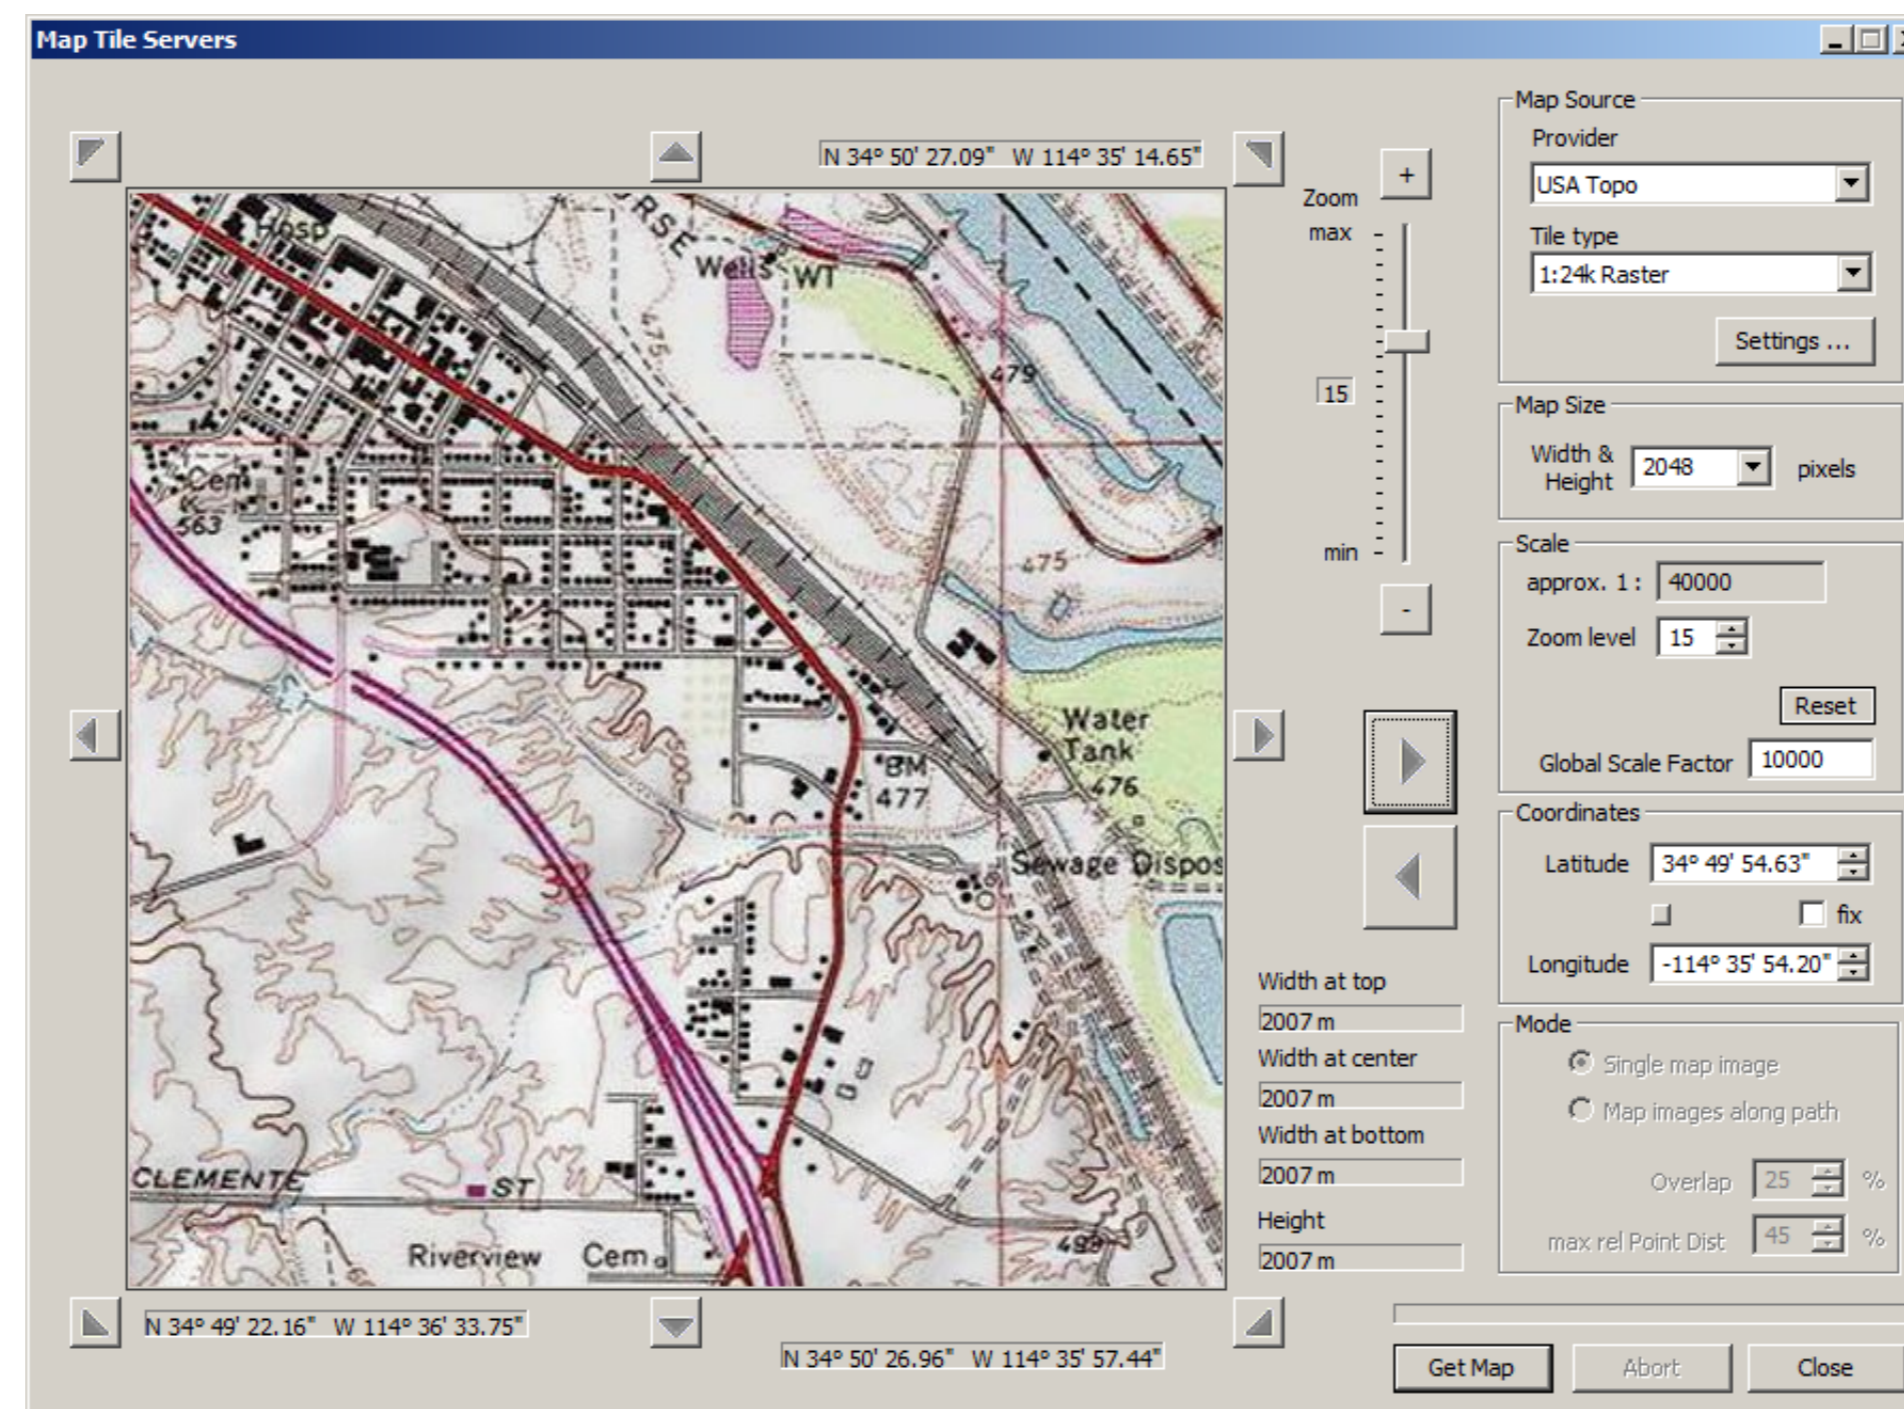 Map Tile Servers
N 34° 50' 27.09" W 114° 35' 14.65"
Hosp
Wells
WT
475
479
Cem
563
475
Water
Tank
BM
477
476
Sewage Dispos
CLEMENTE
ST
Riverview
Cem
N 34° 49' 22.16" W 114° 36' 33.75"
N 34° 50' 26.96" W 114° 35' 57.44"
+
Zoom
max
15
min
-
Width at top
2007 m
Width at center
2007 m
Width at bottom
2007 m
Height
2007 m
Map Source
Provider
USA Topo
Tile type
1:24k Raster
Settings ...
Map Size
Width &
Height
2048
pixels
Scale
approx. 1 : 40000
Zoom level 15
Reset
Global Scale Factor 10000
Coordinates
Latitude 34° 49' 54.63"
fix
Longitude -114° 35' 54.20"
Mode
Single map image
Map images along path
Overlap 25 %
max rel Point Dist 45 %
Get Map
Abort
Close